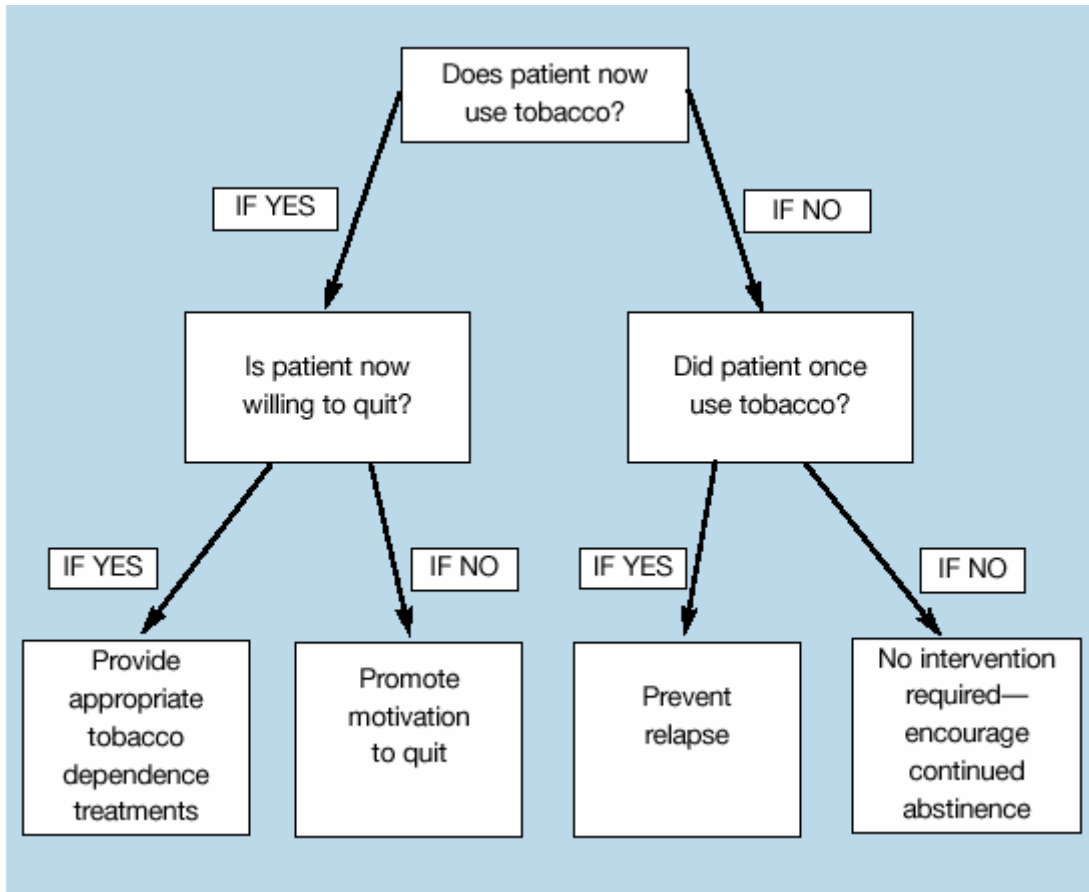 Does patient now
use tobacco?
IF YES
IF NO
Is patient now
willing to quit?
Did patient once
use tobacco?
IF YES
IF NO
IF YES
IF NO
Provide
appropriate
tobacco
dependence
treatments
Promote
motivation
to quit
Prevent
relapse
No intervention
required—
encourage
continued
abstinence